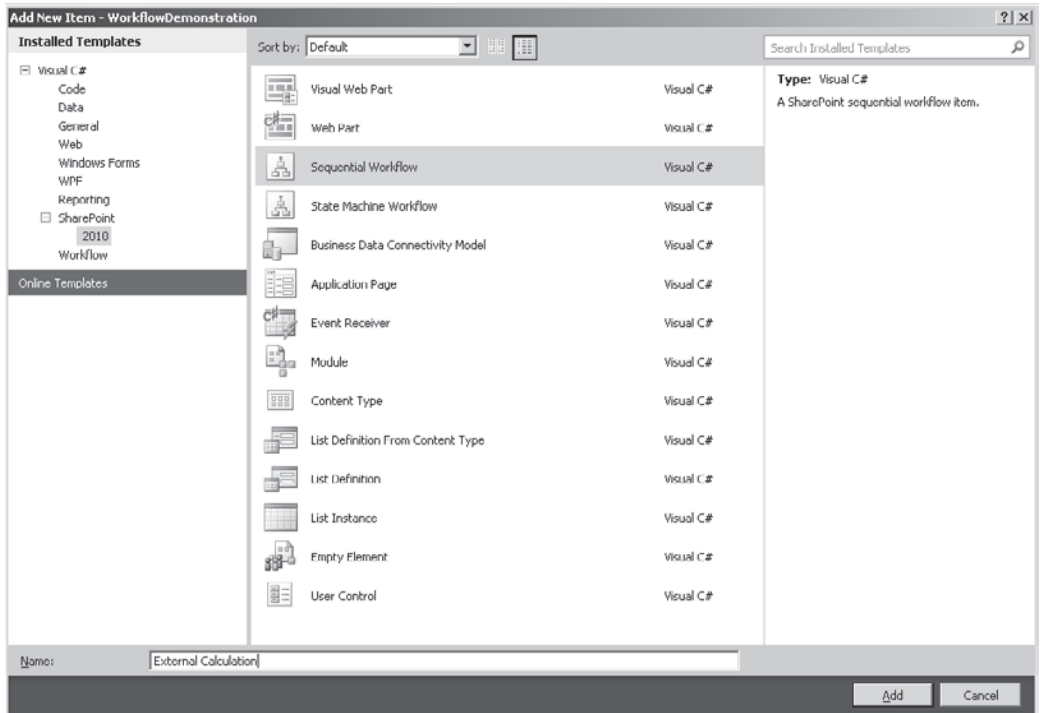 Add New Item - WorkflowDemonstration
Installed Templates
Visual C#
Code
Data
General
Web
Windows Forms
WPF
Reporting
SharePoint
2010
Workflow
Online Templates
Sort by: Default
Search Installed Templates
Visual Web Part Visual C#
Web Part Visual C#
Sequential Workflow Visual C#
State Machine Workflow Visual C#
Business Data Connectivity Model Visual C#
Application Page Visual C#
Event Receiver Visual C#
Module Visual C#
Content Type Visual C#
List Definition From Content Type Visual C#
List Definition Visual C#
List Instance Visual C#
Empty Element Visual C#
User Control Visual C#
Type: Visual C#
A SharePoint sequential workflow item.
Name: External Calculation
Add Cancel